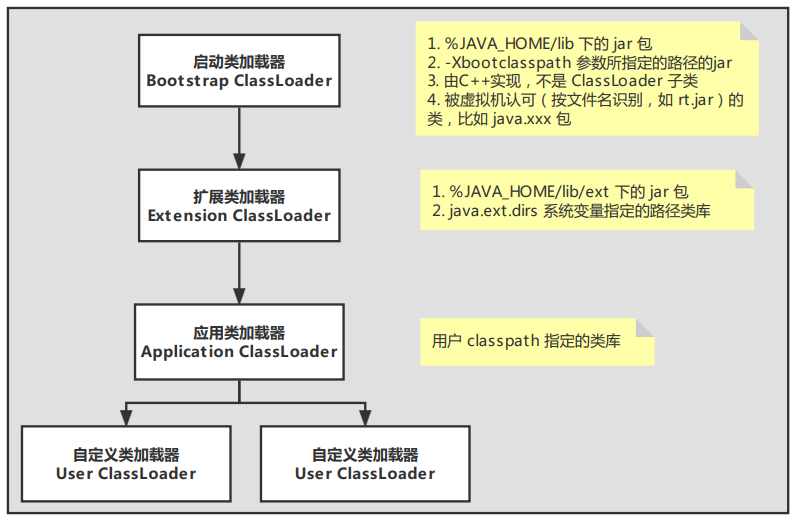 启动类加载器
Bootstrap ClassLoader
1. %JAVA_HOME/lib 下的 jar 包
2. -Xbootclasspath 参数所指定的路径的jar
3. 由C++实现，不是 ClassLoader 子类
4. 被虚拟机认可（按文件名识别，如 rt.jar）的
类，比如 java.xxx 包
扩展类加载器
Extension ClassLoader
1. %JAVA_HOME/lib/ext 下的 jar 包
2. java.ext.dirs 系统变量指定的路径类库
应用类加载器
Application ClassLoader
用户 classpath 指定的类库
自定义类加载器
User ClassLoader
自定义类加载器
User ClassLoader